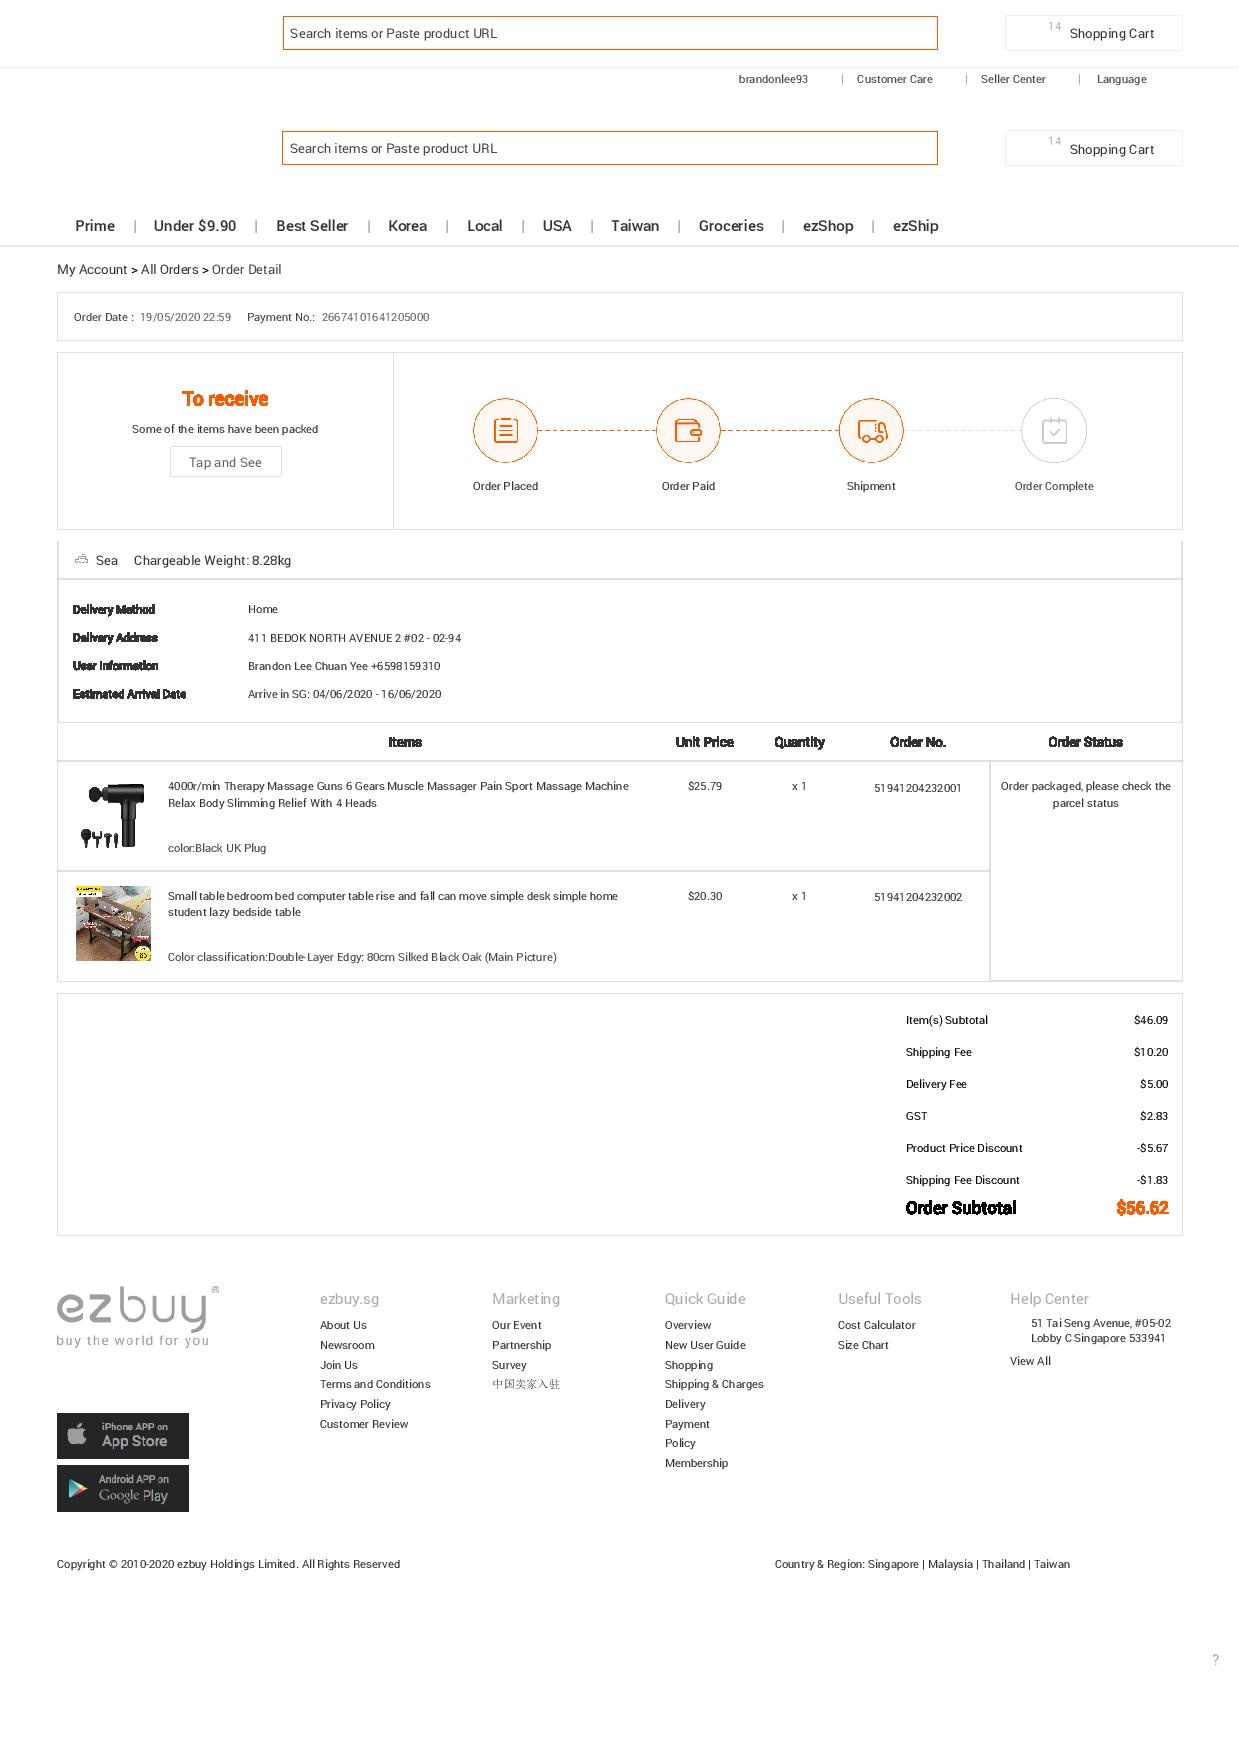 Search items or Paste product URL
14 Shopping Cart
brandonlee93 | Customer Care | Seller Center | Language
Search items or Paste product URL
14 Shopping Cart
Prime | Under $9.90 | Best Seller | Korea | Local | USA | Taiwan | Groceries | ezShop | ezShip
My Account > All Orders > Order Detail
Order Date : 19/05/2020 22:59 Payment No.: 26674101641205000
To receive
Some of the items have been packed
Tap and See
Order Placed Order Paid Shipment Order Complete
Sea Chargeable Weight: 8.28kg
Delivery Method Home
Delivery Address 411 BEDOK NORTH AVENUE 2 #02 - 02-94
User Information Brandon Lee Chuan Yee +6598159310
Estimated Arrival Date Arrive in SG: 04/06/2020 - 16/06/2020
Items Unit Price Quantity Order No. Order Status
4000r/min Therapy Massage Guns 6 Gears Muscle Massager Pain Sport Massage Machine $25.79 x 1 51941204232001 Order packaged, please check the
Relax Body Slimming Relief With 4 Heads parcel status
color:Black UK Plug
Small table bedroom bed computer table rise and fall can move simple desk simple home $20.30 x 1 51941204232002
student lazy bedside table
Color classification:Double-Layer Edgy: 80cm Silked Black Oak (Main Picture)
Item(s) Subtotal $46.09
Shipping Fee $10.20
Delivery Fee $5.00
GST $2.83
Product Price Discount -$5.67
Shipping Fee Discount -$1.83
Order Subtotal $56.62
ezbuy®
buy the world for you
iPhone APP on
App Store
Android APP on
Google Play
ezbuy.sg
About Us
Newsroom
Join Us
Terms and Conditions
Privacy Policy
Customer Review
Marketing
Our Event
Partnership
Survey
中国卖家入驻
Quick Guide
Overview
New User Guide
Shopping
Shipping & Charges
Delivery
Payment
Policy
Membership
Useful Tools
Cost Calculator
Size Chart
Help Center
51 Tai Seng Avenue, #05-02
Lobby C Singapore 533941
View All
Copyright © 2010-2020 ezbuy Holdings Limited. All Rights Reserved
Country & Region: Singapore | Malaysia | Thailand | Taiwan
?